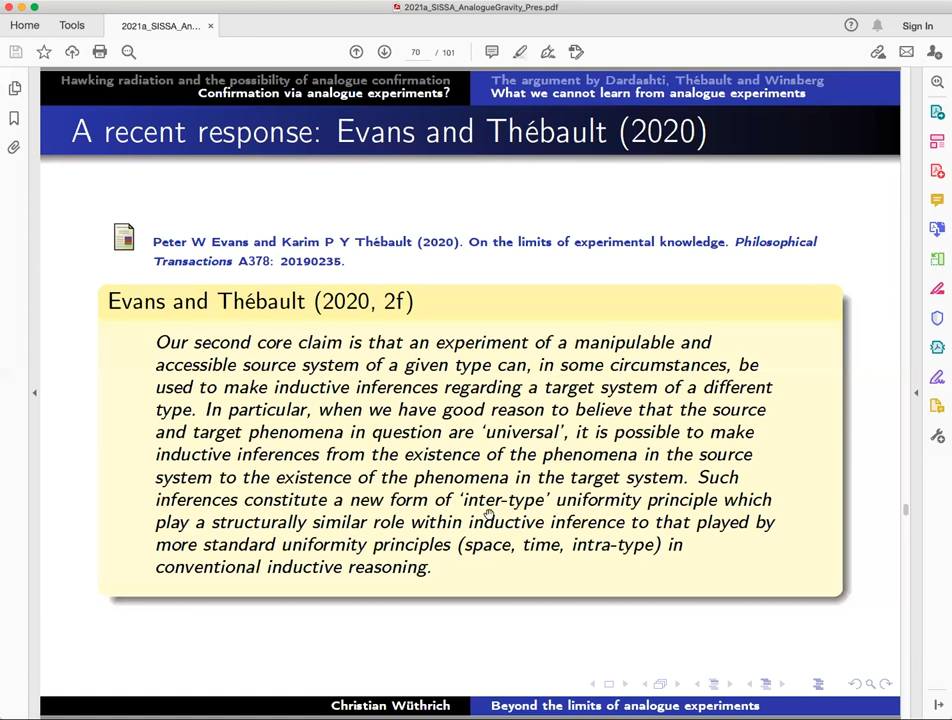 2021a_SISSA_AnalogueGravity_Pres.pdf
Home
Tools
2021a_SISSA_An...
×
?
Sign In
70 / 101
Hawking radiation and the possibility of analogue confirmation
Confirmation via analogue experiments?
The argument by Dardashti, Thébault and Winsberg
What we cannot learn from analogue experiments
A recent response: Evans and Thébault (2020)
Peter W Evans and Karim P Y Thébault (2020). On the limits of experimental knowledge. Philosophical
Transactions A378: 20190235.
Evans and Thébault (2020, 2f)
Our second core claim is that an experiment of a manipulable and
accessible source system of a given type can, in some circumstances, be
used to make inductive inferences regarding a target system of a different
type. In particular, when we have good reason to believe that the source
and target phenomena in question are ‘universal’, it is possible to make
inductive inferences from the existence of the phenomena in the source
system to the existence of the phenomena in the target system. Such
inferences constitute a new form of ‘inter-type’ uniformity principle which
play a structurally similar role within inductive inference to that played by
more standard uniformity principles (space, time, intra-type) in
conventional inductive reasoning.
Christian Wüthrich
Beyond the limits of analogue experiments